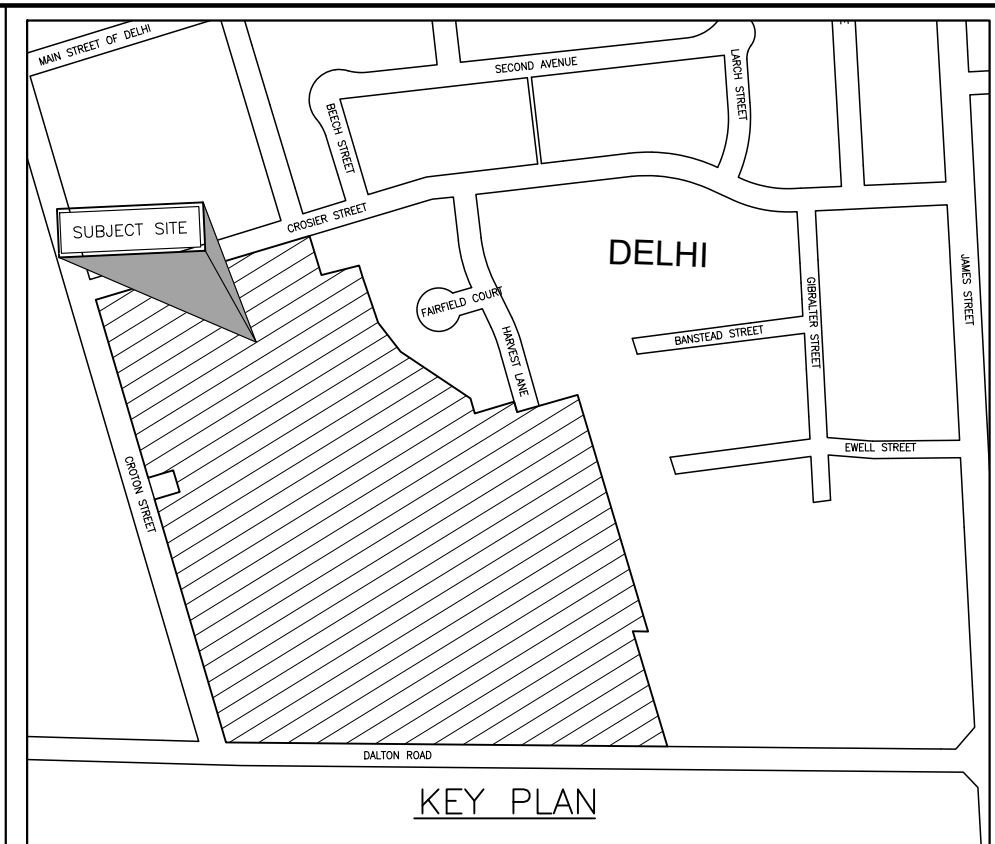 MAIN STREET OF DELHI
SECOND AVENUE
LARCH STREET
BEECH STREET
CROSIER STREET
SUBJECT SITE
DELHI
JAMES STREET
FAIRFIELD COURT
GIBRALTER STREET
BANSTEAD STREET
HARVEST LANE
EWELL STREET
CROTON STREET
DALTON ROAD
KEY PLAN